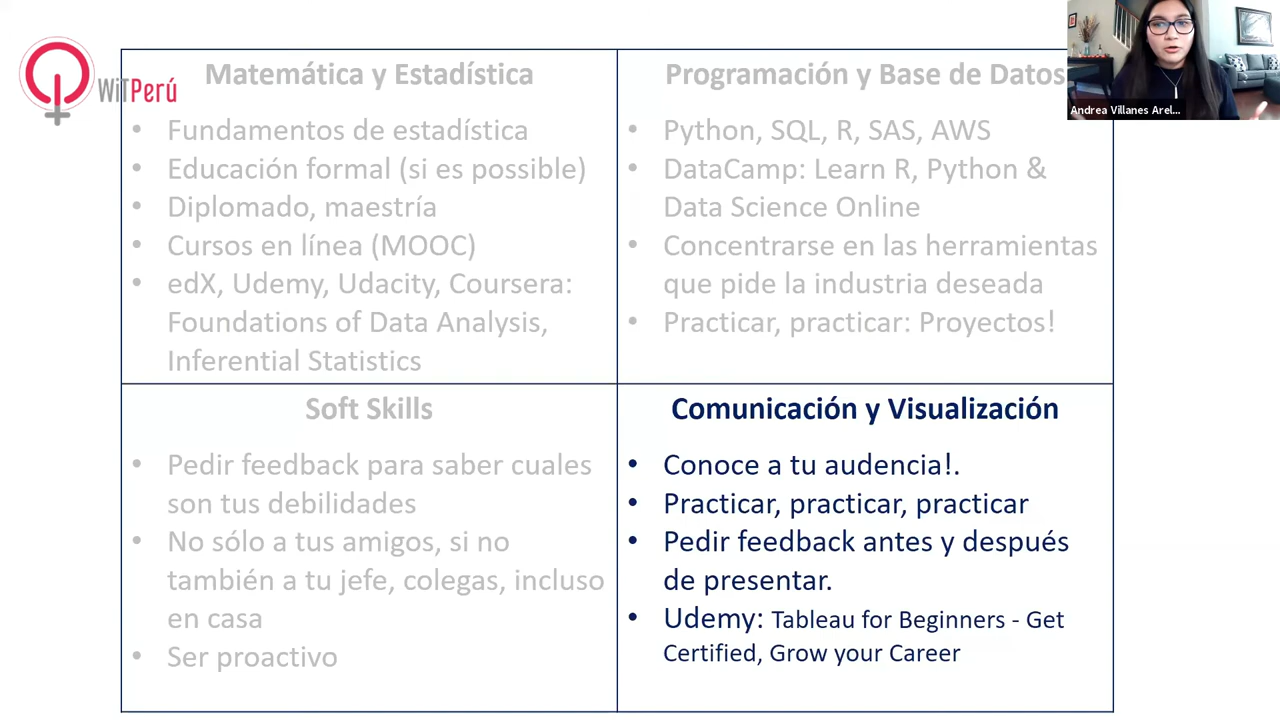 WiTPerú
Matemática y Estadística
Fundamentos de estadística
Educación formal (si es possible)
Diplomado, maestría
Cursos en línea (MOOC)
edX, Udemy, Udacity, Coursera:
Foundations of Data Analysis,
Inferential Statistics
Programación y Base de Datos
Python, SQL, R, SAS, AWS
DataCamp: Learn R, Python &
Data Science Online
Concentrarse en las herramientas
que pide la industria deseada
Practicar, practicar: Proyectos!
Andrea Villanes Arel...
Soft Skills
Pedir feedback para saber cuales
son tus debilidades
No sólo a tus amigos, si no
también a tu jefe, colegas, incluso
en casa
Ser proactivo
Comunicación y Visualización
Conoce a tu audencia!.
Practicar, practicar, practicar
Pedir feedback antes y después
de presentar.
Udemy: Tableau for Beginners - Get
Certified, Grow your Career